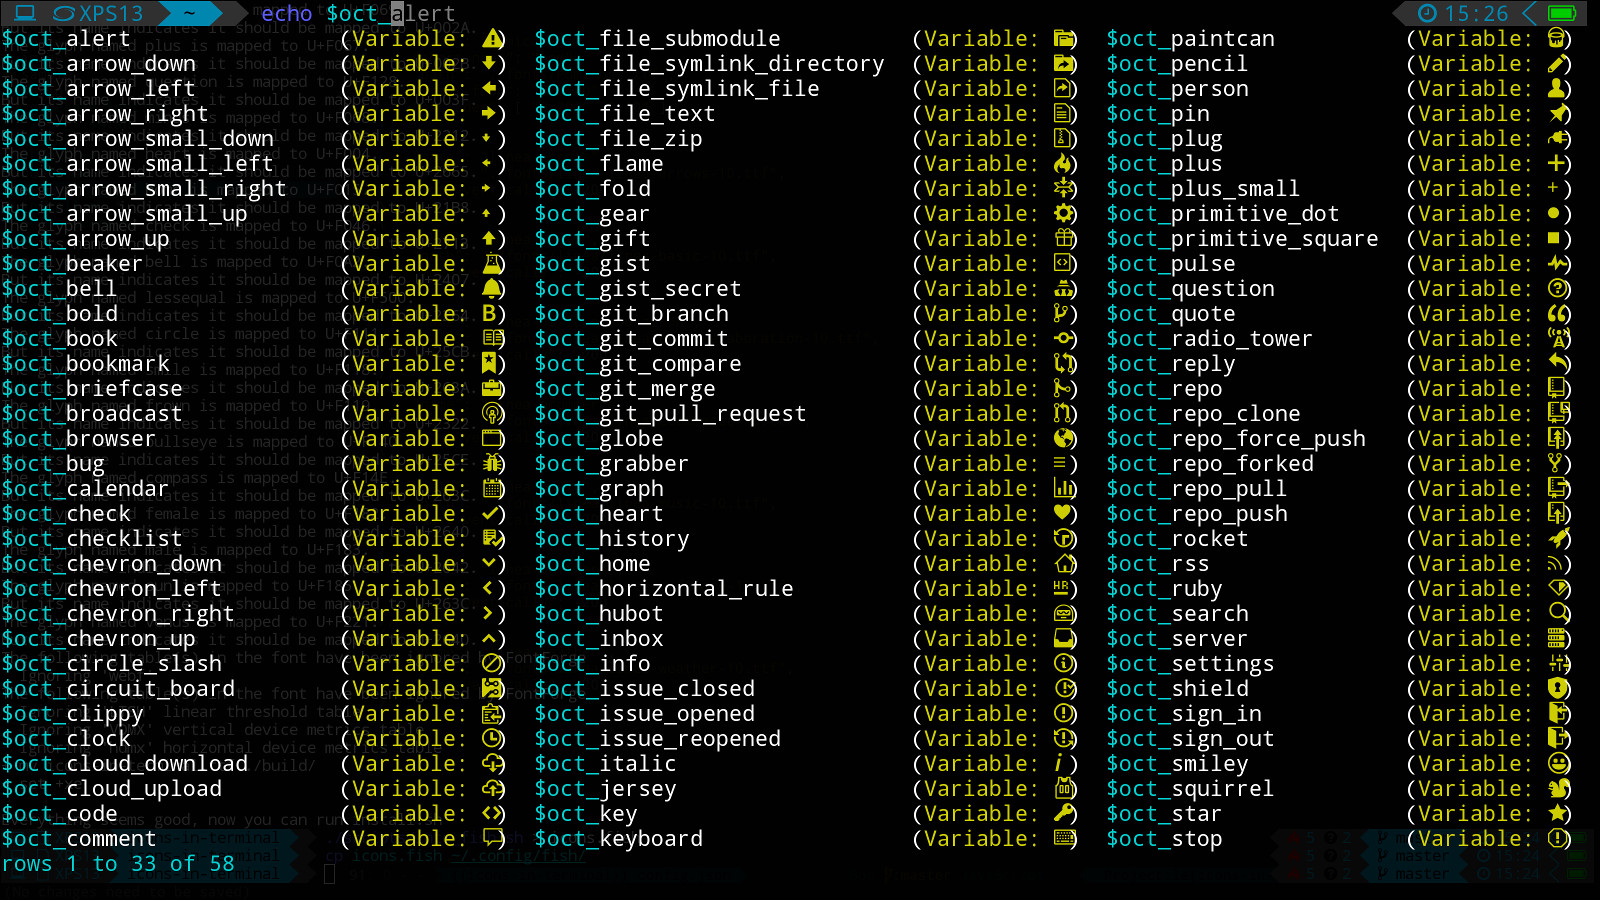 XPS13 ~ echo $oct_alert 15:26
$oct_alert (Variable: ) $oct_file_submodule (Variable: ) $oct_paintcan (Variable: )
$oct_arrow_down (Variable: ) $oct_file_symlink_directory (Variable: ) $oct_pencil (Variable: )
$oct_arrow_left (Variable: ) $oct_file_symlink_file (Variable: ) $oct_person (Variable: )
$oct_arrow_right (Variable: ) $oct_file_text (Variable: ) $oct_pin (Variable: )
$oct_arrow_small_down (Variable: ) $oct_file_zip (Variable: ) $oct_plug (Variable: )
$oct_arrow_small_left (Variable: ) $oct_flame (Variable: ) $oct_plus (Variable: )
$oct_arrow_small_right (Variable: ) $oct_fold (Variable: ) $oct_plus_small (Variable: )
$oct_arrow_small_up (Variable: ) $oct_gear (Variable: ) $oct_primitive_dot (Variable: )
$oct_arrow_up (Variable: ) $oct_gift (Variable: ) $oct_primitive_square (Variable: )
$oct_beaker (Variable: ) $oct_gist (Variable: ) $oct_pulse (Variable: )
$oct_bell (Variable: ) $oct_gist_secret (Variable: ) $oct_question (Variable: )
$oct_bold (Variable: ) $oct_git_branch (Variable: ) $oct_quote (Variable: )
$oct_book (Variable: ) $oct_git_commit (Variable: ) $oct_radio_tower (Variable: )
$oct_bookmark (Variable: ) $oct_git_compare (Variable: ) $oct_reply (Variable: )
$oct_briefcase (Variable: ) $oct_git_merge (Variable: ) $oct_repo (Variable: )
$oct_broadcast (Variable: ) $oct_git_pull_request (Variable: ) $oct_repo_clone (Variable: )
$oct_browser (Variable: ) $oct_globe (Variable: ) $oct_repo_force_push (Variable: )
$oct_bug (Variable: ) $oct_grabber (Variable: ) $oct_repo_forked (Variable: )
$oct_calendar (Variable: ) $oct_graph (Variable: ) $oct_repo_pull (Variable: )
$oct_check (Variable: ) $oct_heart (Variable: ) $oct_repo_push (Variable: )
$oct_checklist (Variable: ) $oct_history (Variable: ) $oct_rocket (Variable: )
$oct_chevron_down (Variable: ) $oct_home (Variable: ) $oct_rss (Variable: )
$oct_chevron_left (Variable: ) $oct_horizontal_rule (Variable: HR) $oct_ruby (Variable: )
$oct_chevron_right (Variable: ) $oct_hubot (Variable: ) $oct_search (Variable: )
$oct_chevron_up (Variable: ) $oct_inbox (Variable: ) $oct_server (Variable: )
$oct_circle_slash (Variable: ) $oct_info (Variable: ) $oct_settings (Variable: )
$oct_circuit_board (Variable: ) $oct_issue_closed (Variable: ) $oct_shield (Variable: )
$oct_clippy (Variable: ) $oct_issue_opened (Variable: ) $oct_sign_in (Variable: )
$oct_clock (Variable: ) $oct_issue_reopened (Variable: ) $oct_sign_out (Variable: )
$oct_cloud_download (Variable: ) $oct_italic (Variable: ) $oct_smiley (Variable: )
$oct_cloud_upload (Variable: ) $oct_jersey (Variable: ) $oct_squirrel (Variable: )
$oct_code (Variable: ) $oct_key (Variable: ) $oct_star (Variable: )
$oct_comment (Variable: ) $oct_keyboard (Variable: ) $oct_stop (Variable: )
rows 1 to 33 of 58